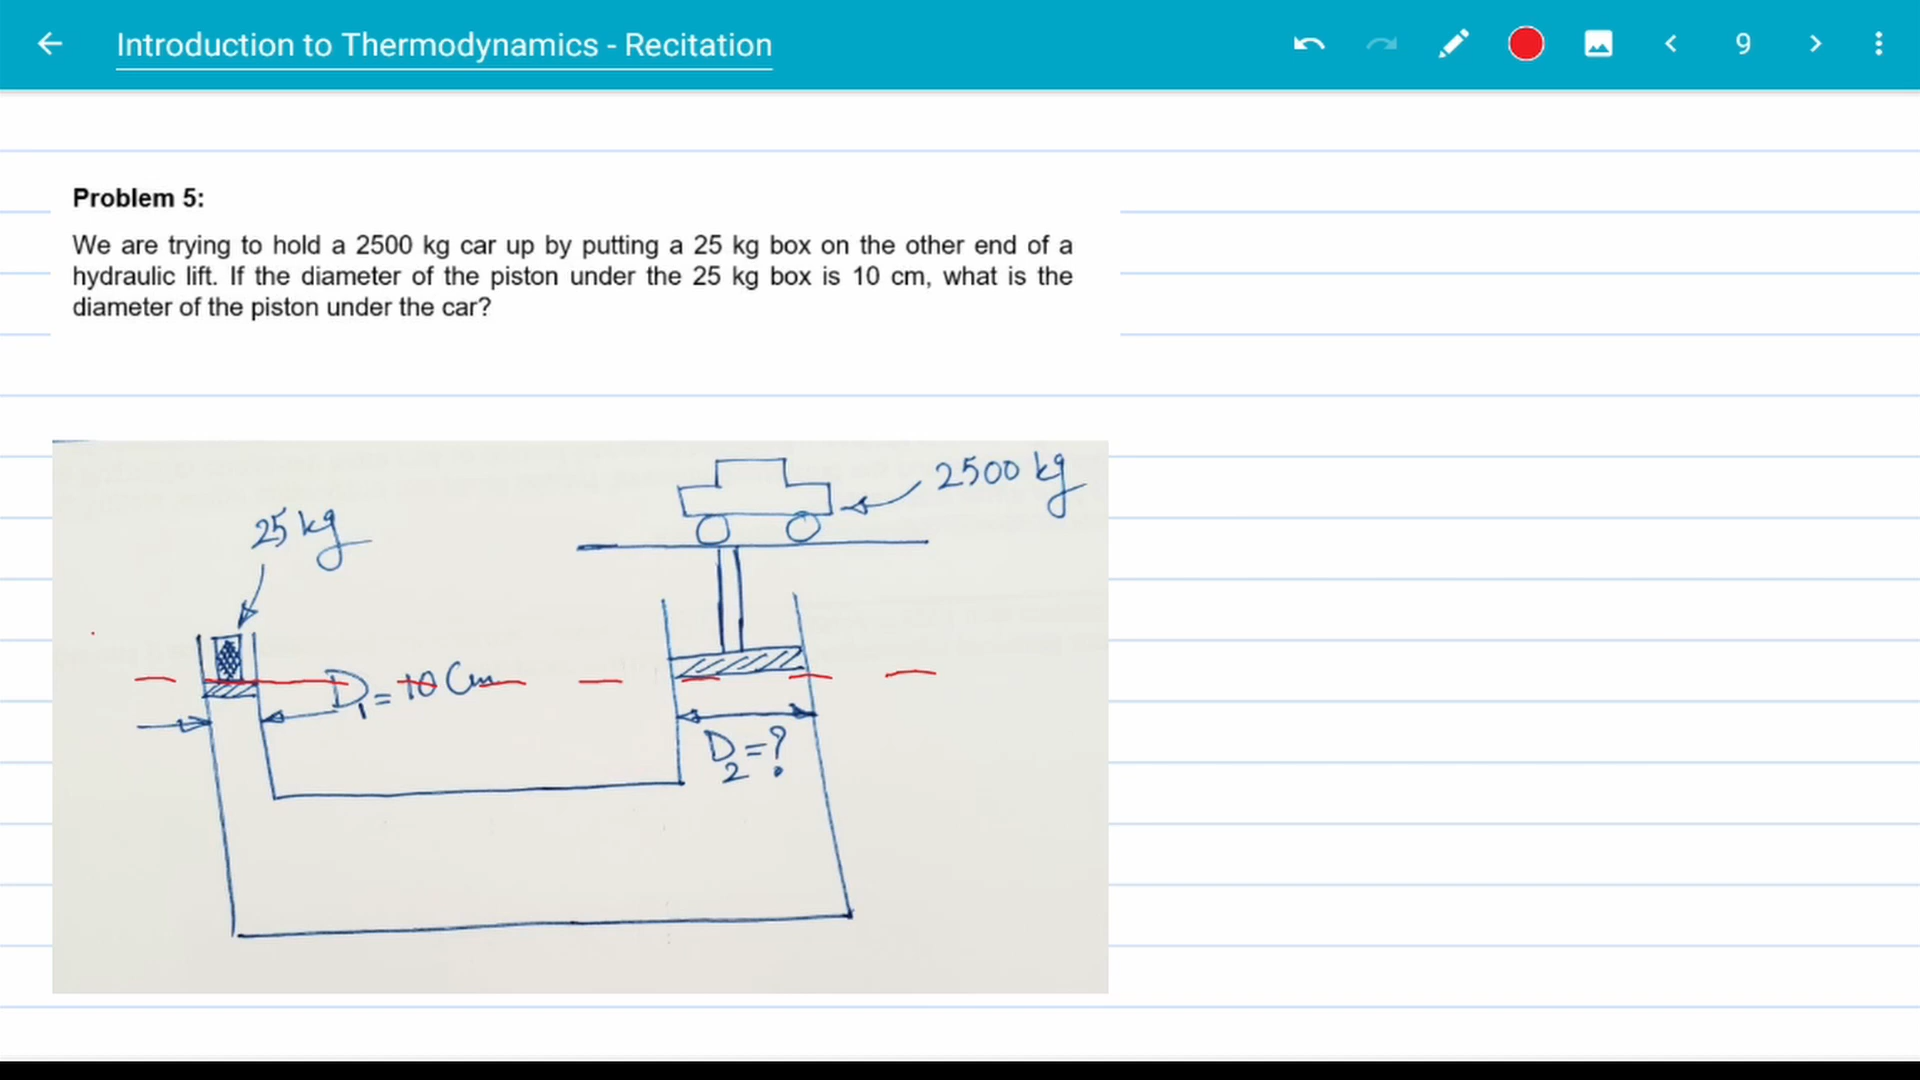 Introduction to Thermodynamics - Recitation
9
Problem 5:
We are trying to hold a 2500 kg car up by putting a 25 kg box on the other end of a
hydraulic lift. If the diameter of the piston under the 25 kg box is 10 cm, what is the
diameter of the piston under the car?
2500 kg
25 kg
D1 = 10 Cm
D2 = ?